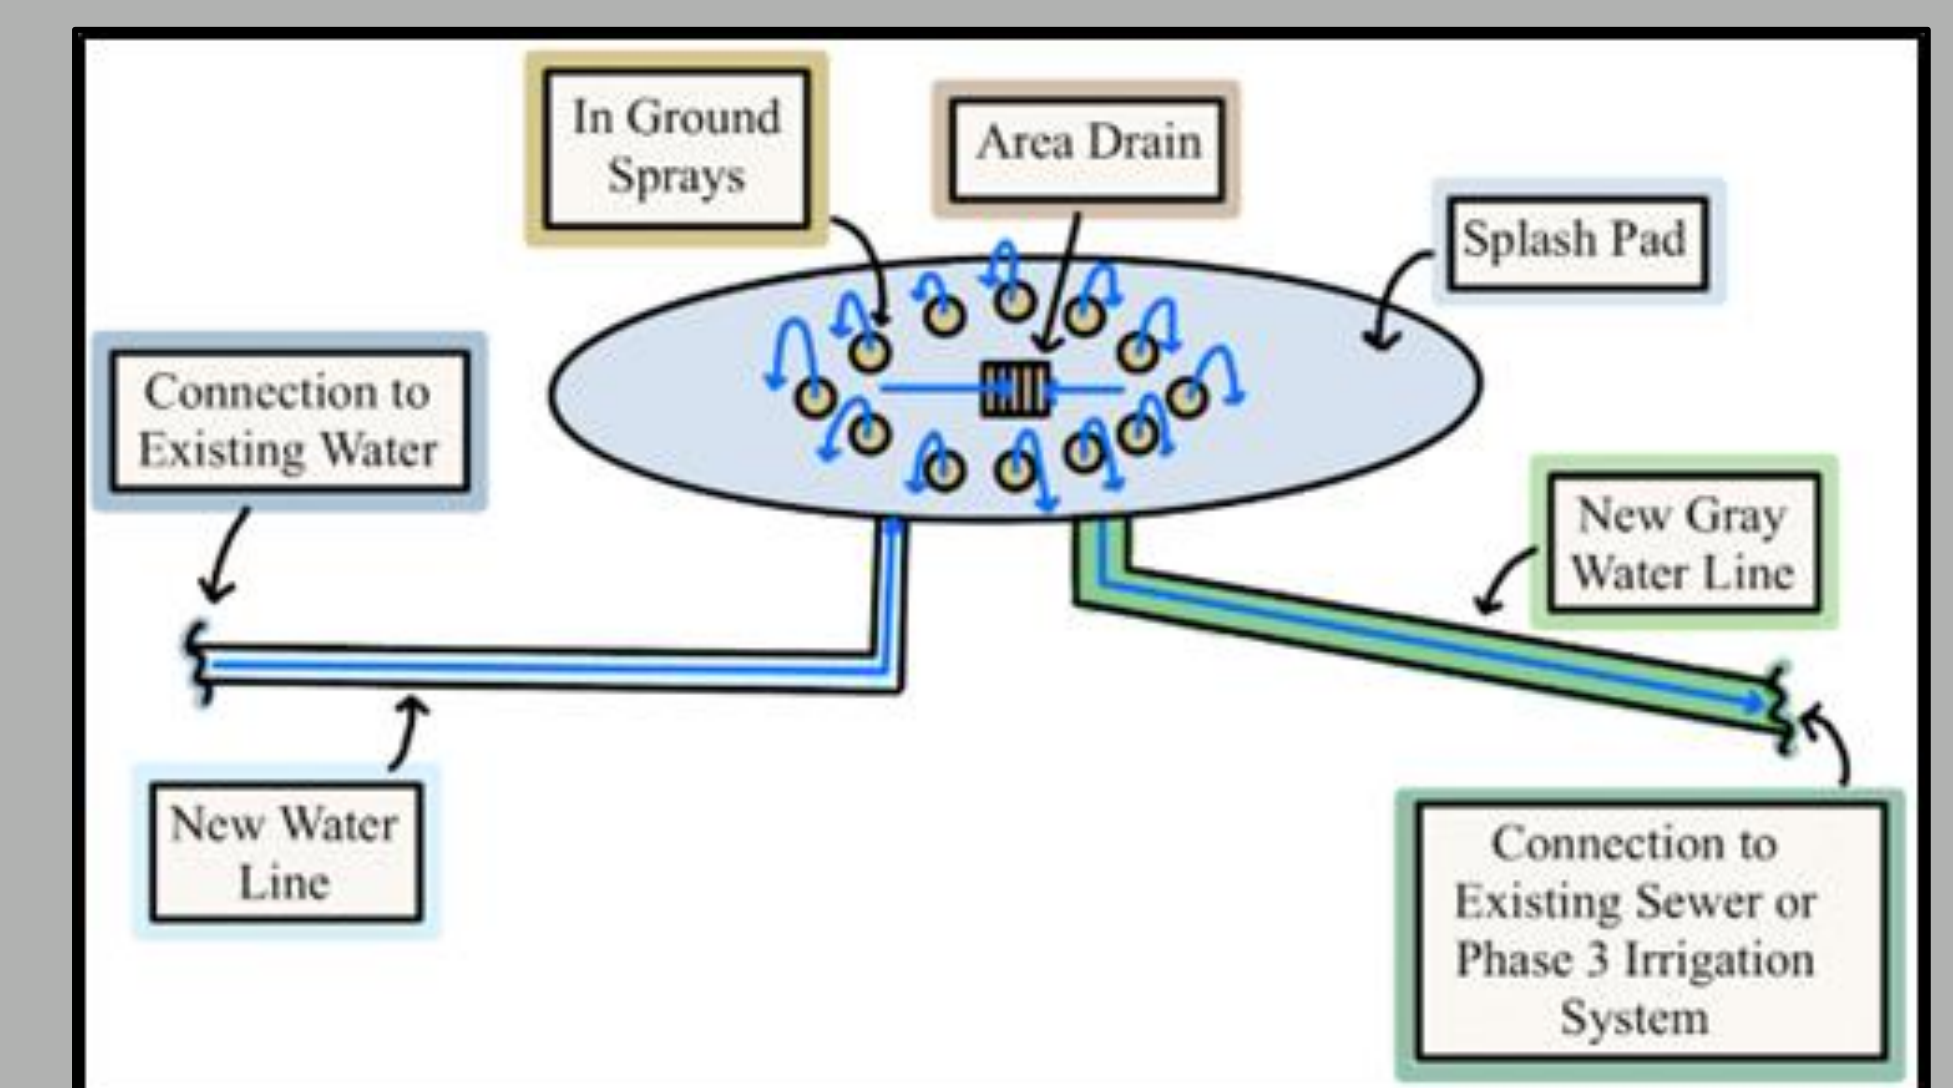 In Ground
Sprays
Area Drain
Splash Pad
Connection to
Existing Water
New Gray
Water Line
New Water
Line
Connection to
Existing Sewer or
Phase 3 Irrigation
System